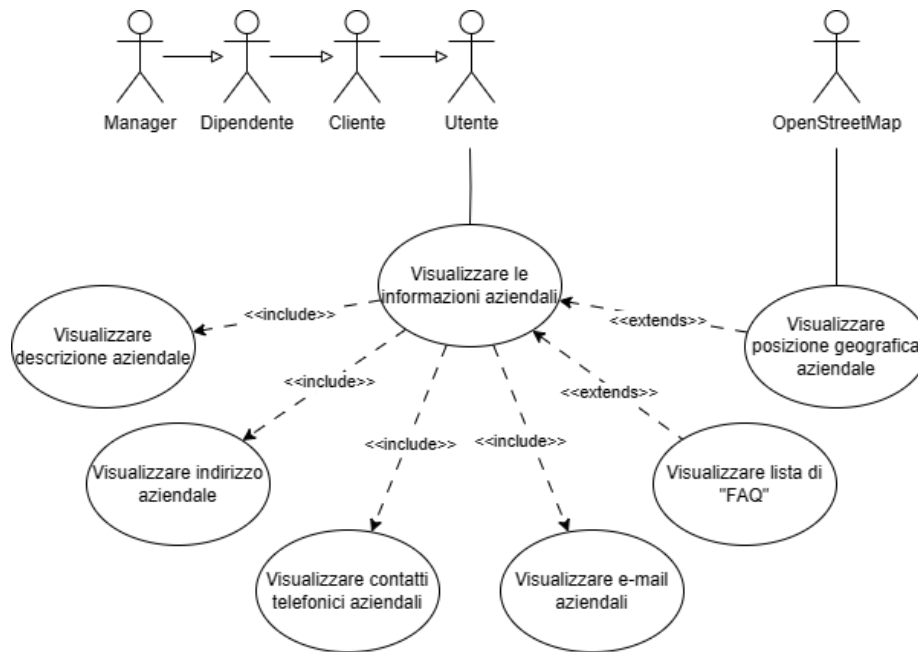 Manager
Dipendente
Cliente
Utente
OpenStreetMap
Visualizzare le
informazioni aziendali
<<include>>
<<extends>>
Visualizzare
descrizione aziendale
Visualizzare
posizione geografica
aziendale
<<include>>
<<extends>>
<<include>>
<<include>>
Visualizzare indirizzo
aziendale
Visualizzare lista di
"FAQ"
Visualizzare contatti
telefonici aziendali
Visualizzare e-mail
aziendali